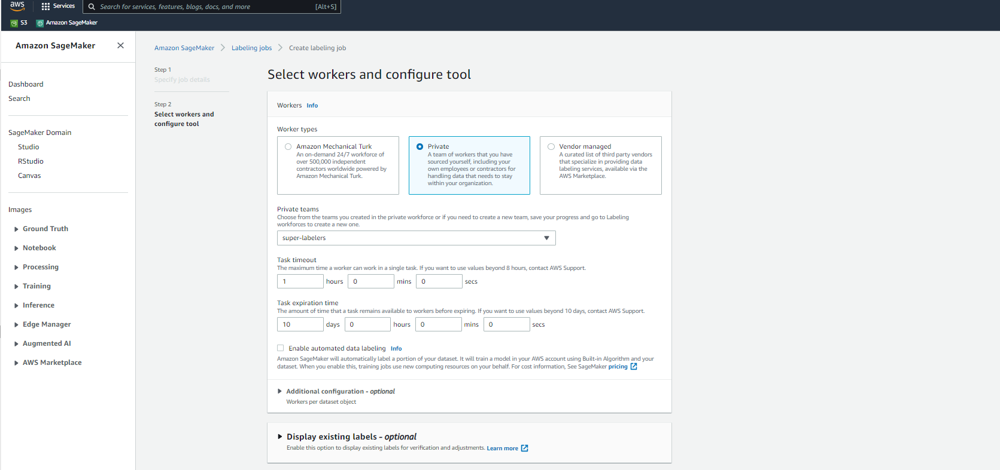 aws
Services
Search for services, features, blogs, docs, and more
[Alt+S]
S3
Amazon SageMaker
Amazon SageMaker
Dashboard
Search
SageMaker Domain
Studio
RStudio
Canvas
Images
Ground Truth
Notebook
Processing
Training
Inference
Edge Manager
Augmented AI
AWS Marketplace
Amazon SageMaker
Labeling jobs
Create labeling job
Step 1
Specify job details
Step 2
Select workers and
configure tool
Select workers and configure tool
Workers Info
Worker types
Amazon Mechanical Turk
An on-demand 24/7 workforce of
over 500,000 independent
contractors worldwide powered by
Amazon Mechanical Turk.
Private
A team of workers that you have
sourced yourself, including your
own employees or contractors for
handling data that needs to stay
within your organization.
Vendor managed
A curated list of third party vendors
that specialize in providing data
labeling services, available via the
AWS Marketplace.
Private teams
Choose from the teams you created in the private workforce or if you need to create a new team, save your progress and go to Labeling
workforces to create a new one.
super-labelers
Task timeout
The maximum time a worker can work in a single task. If you want to use values beyond 8 hours, contact AWS Support.
1 hours 0 mins 0 secs
Task expiration time
The amount of time that a task remains available to workers before expiring. If you want to use values beyond 10 days, contact AWS Support.
10 days 0 hours 0 mins 0 secs
Enable automated data labeling Info
Amazon SageMaker will automatically label a portion of your dataset. It will train a model in your AWS account using Built-in Algorithm and your
dataset. When you enable this, training jobs use new computing resources on your behalf. For cost information, See SageMaker pricing
Additional configuration - optional
Workers per dataset object
Display existing labels - optional
Enable this option to display existing labels for verification and adjustments. Learn more